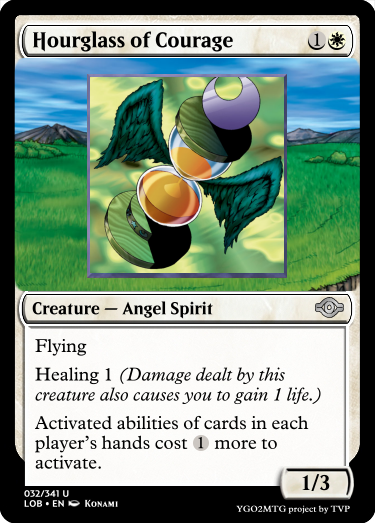 Hourglass of Courage 1
Creature — Angel Spirit
Flying
Healing 1 (Damage dealt by this
creature also causes you to gain 1 life.)
Activated abilities of cards in each
player's hands cost 1 more to
activate.
1/3
032/341 U
LOB • EN Konami
YGO2MTG project by TVP